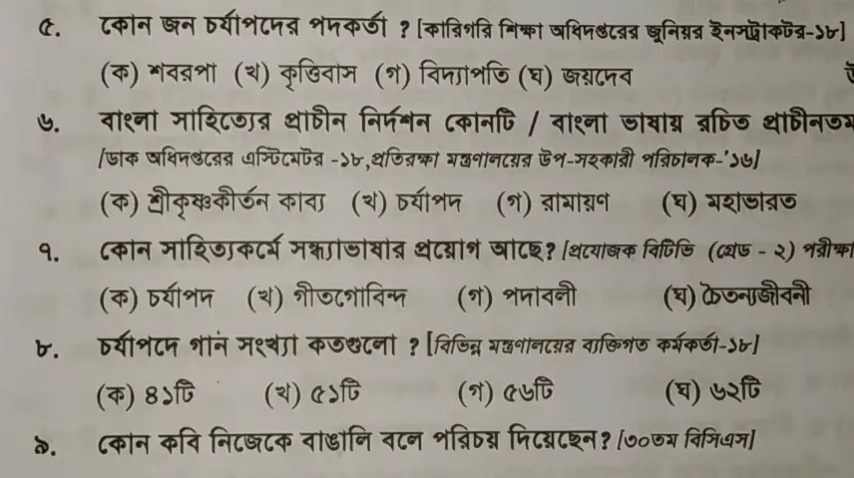 ৫. কোন জন চর্যাপদের পদকর্তা ? [কারিগরি শিক্ষা অধিদপ্তরের জুনিয়র ইনসট্রাকটর-১৮]
(ক) শবরপা (খ) কৃত্তিবাস (গ) বিদ্যাপতি (ঘ) জয়দেব
৬. বাংলা সাহিত্যের প্রাচীন নির্দশন কোনটি / বাংলা ভাষায় রচিত প্রাচীনতম
[ডাক অধিদপ্তরের এস্টিমেটর -১৮,প্রতিরক্ষা মন্ত্রণালয়ের উপ-সহকারী পরিচালক-'১৬]
(ক) শ্রীকৃষ্ণকীর্তন কাব্য (খ) চর্যাপদ (গ) রামায়ণ (ঘ) মহাভারত
৭. কোন সাহিত্যকর্মে সন্ধ্যাভাষার প্রয়োগ আছে? [প্রযোজক বিটিভি (গ্রেড - ২) পরীক্ষা
(ক) চর্যাপদ (খ) গীতগোবিন্দ (গ) পদাবলী (ঘ) চৈতন্যজীবনী
৮. চর্যাপদে গান সংখ্যা কতগুলো ? [বিভিন্ন মন্ত্রণালয়ের ব্যক্তিগত কর্মকর্তা-১৮]
(ক) ৪১টি (খ) ৫১টি (গ) ৫৬টি (ঘ) ৬২টি
৯. কোন কবি নিজেকে বাঙালি বলে পরিচয় দিয়েছেন? [৩০তম বিসিএস]